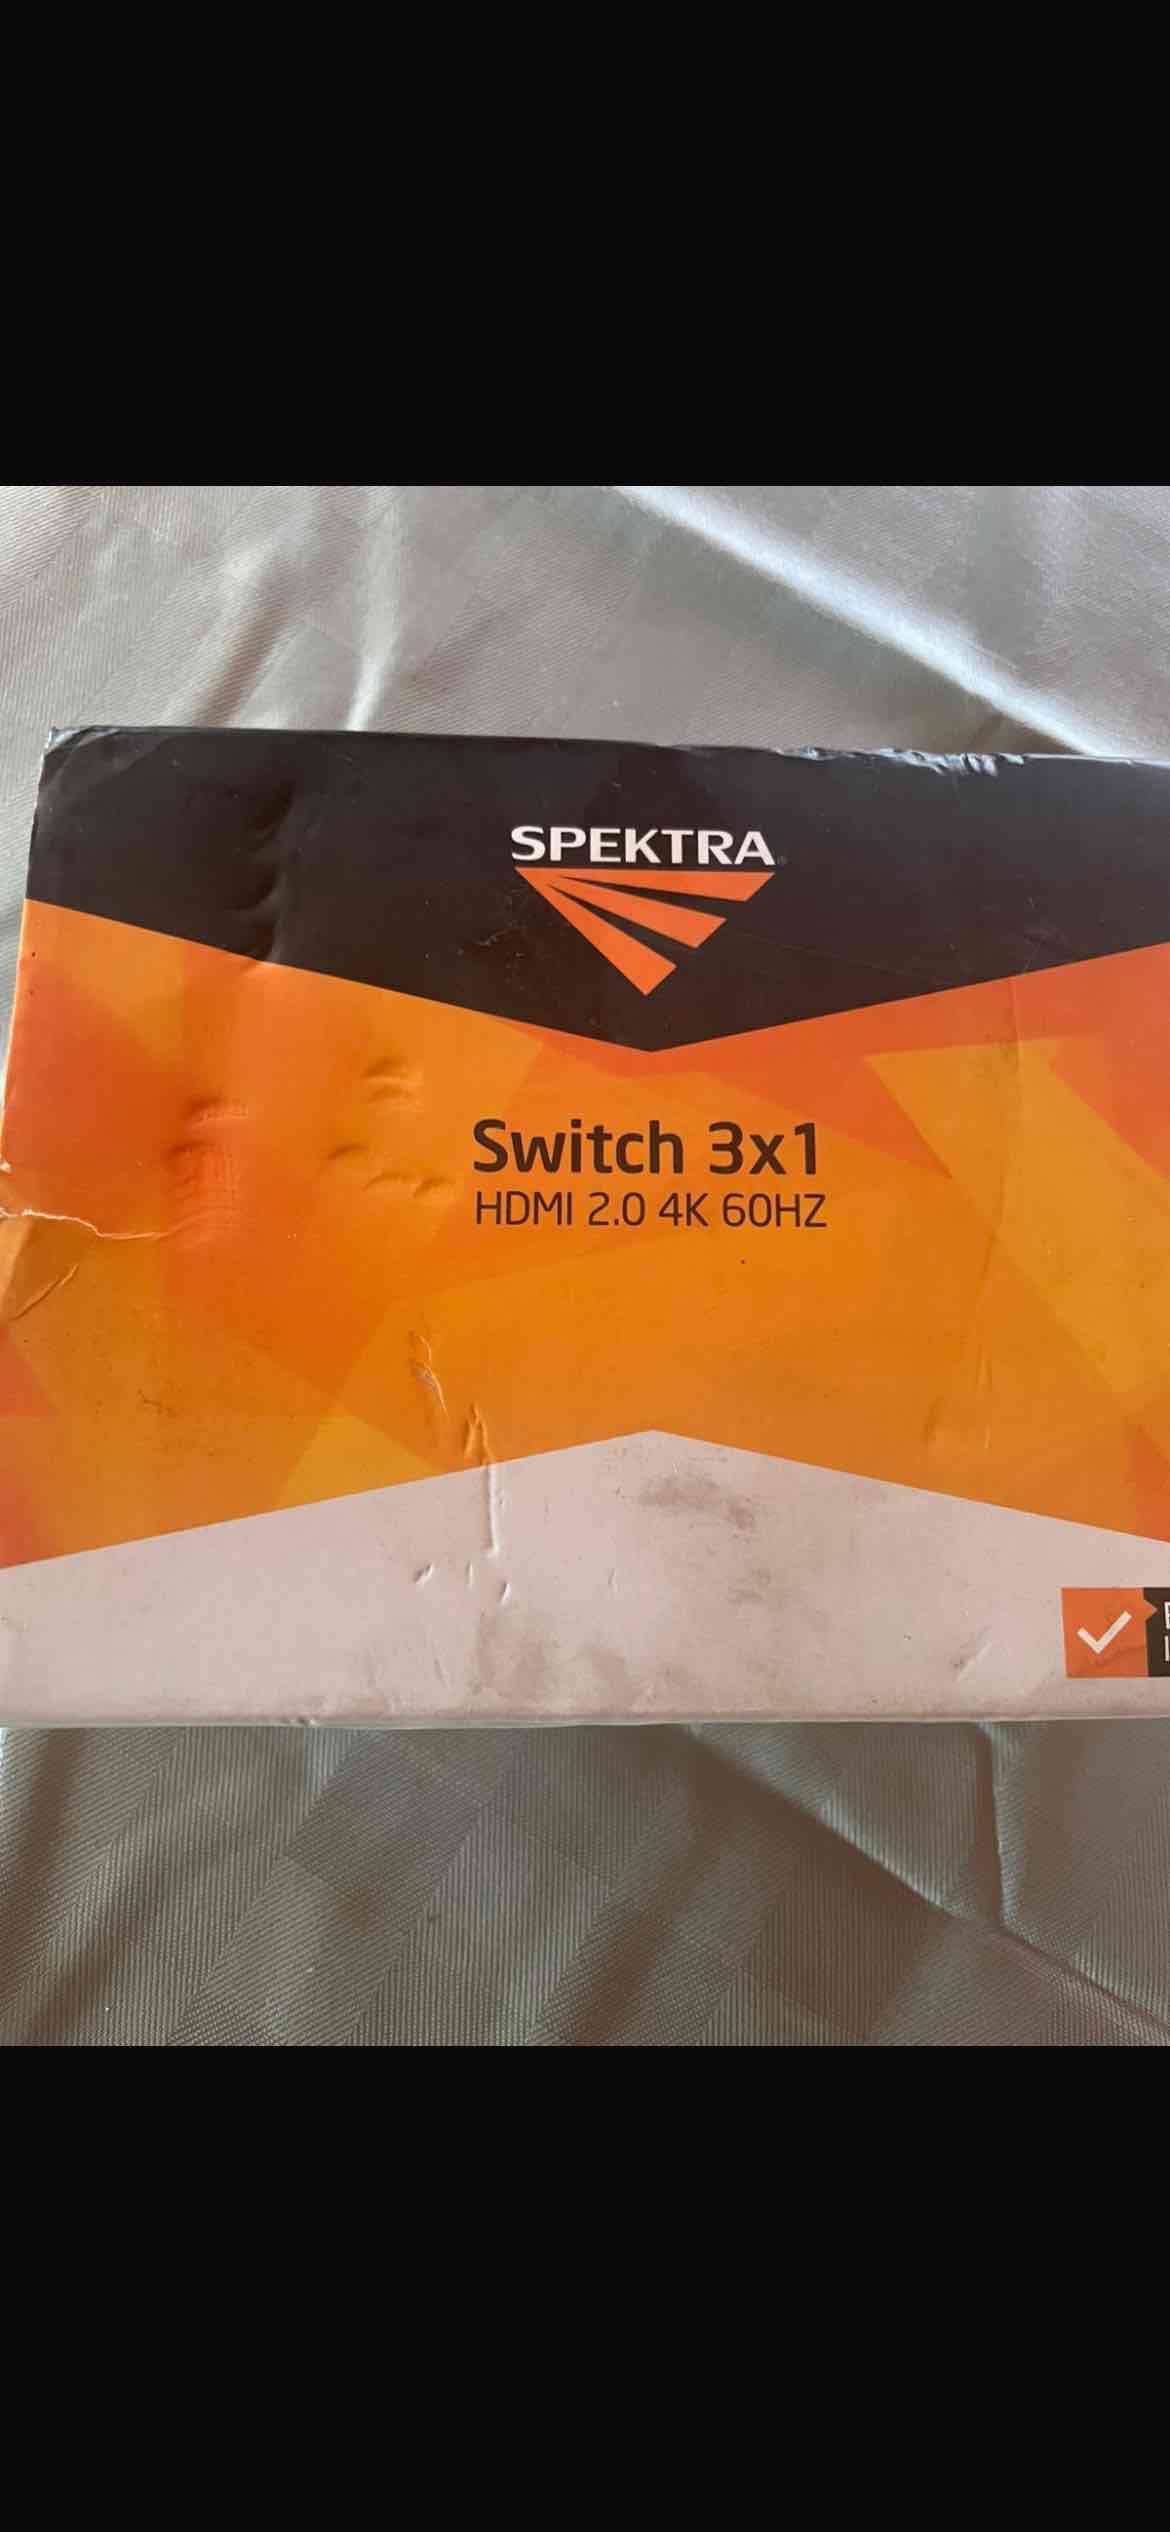 SPEKTRA
Switch 3x1
HDMI 2.0 4K 60HZ